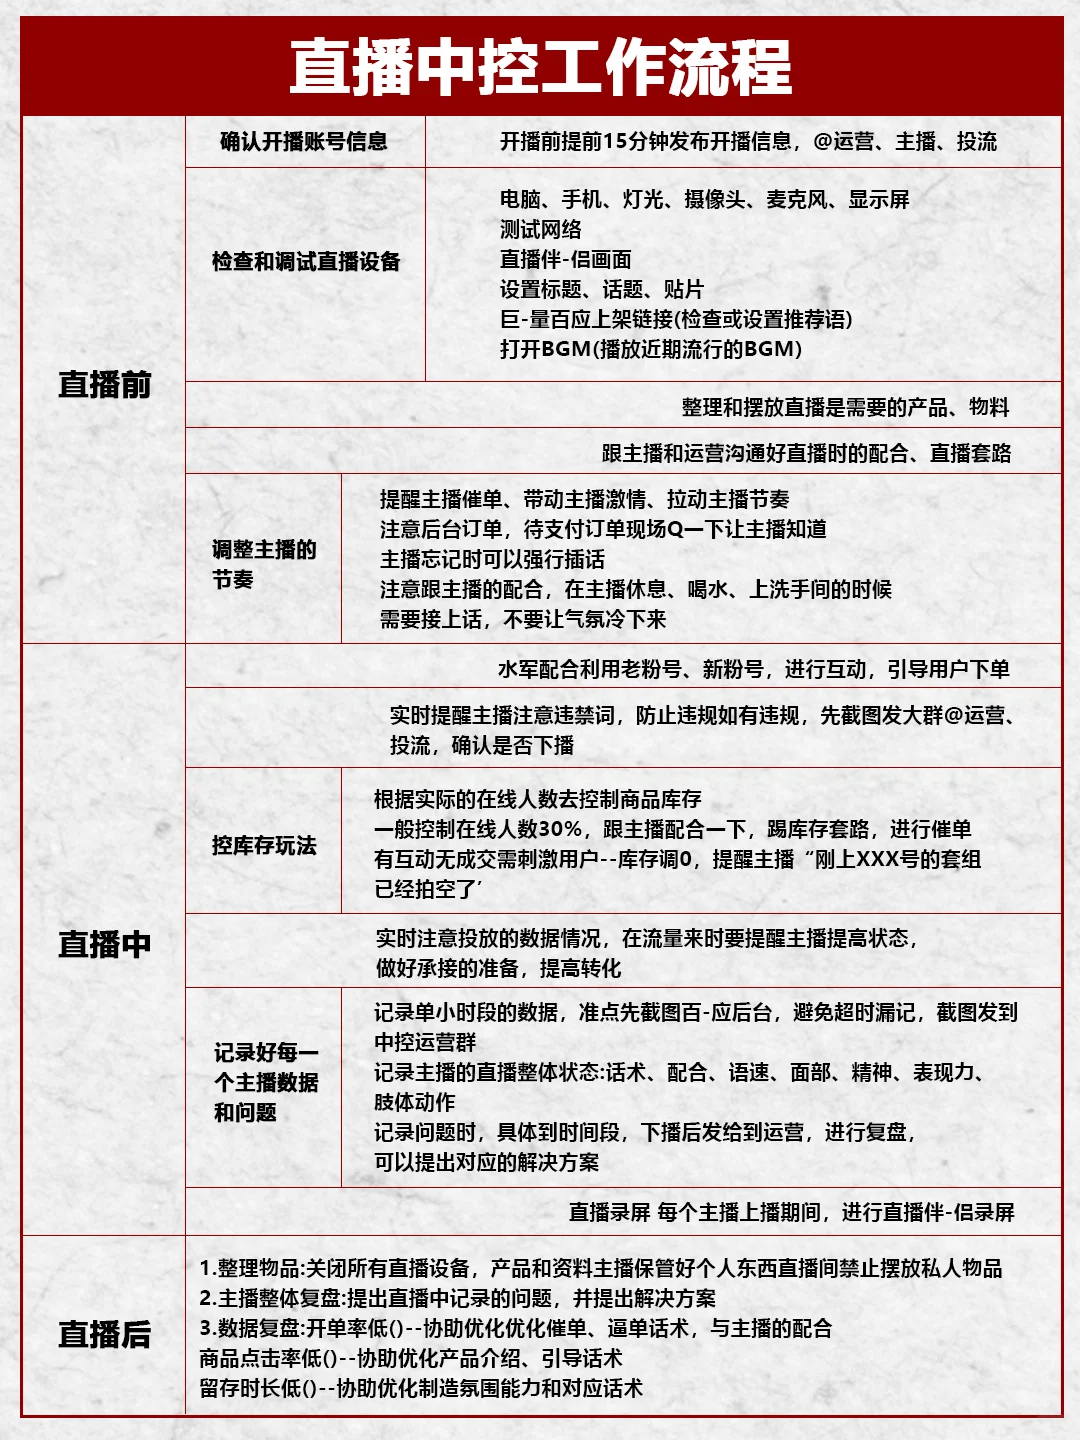 直播中控工作流程
直播前
确认开播账号信息
开播前提前15分钟发布开播信息，@运营、主播、投流
检查和调试直播设备
电脑、手机、灯光、摄像头、麦克风、显示屏
测试网络
直播伴-侣画面
设置标题、话题、贴片
巨-量百应上架链接(检查或设置推荐语)
打开BGM(播放近期流行的BGM)
整理和摆放直播是需要的产品、物料
跟主播和运营沟通好直播时的配合、直播套路
调整主播的
节奏
提醒主播催单、带动主播激情、拉动主播节奏
注意后台订单，待支付订单现场Q一下让主播知道
主播忘记时可以强行插话
注意跟主播的配合，在主播休息、喝水、上洗手间的时候
需要接上话，不要让气氛冷下来
直播中
水军配合利用老粉号、新粉号，进行互动，引导用户下单
实时提醒主播注意违禁词，防止违规如有违规，先截图发大群@运营、
投流，确认是否下播
控库存玩法
根据实际的在线人数去控制商品库存
一般控制在线人数30%，跟主播配合一下，踢库存套路，进行催单
有互动无成交需刺激用户--库存调0，提醒主播“刚上XXX号的套组
已经拍空了’
实时注意投放的数据情况，在流量来时要提醒主播提高状态，
做好承接的准备，提高转化
记录好每一
个主播数据
和问题
记录单小时段的数据，准点先截图百-应后台，避免超时漏记，截图发到
中控运营群
记录主播的直播整体状态:话术、配合、语速、面部、精神、表现力、
肢体动作
记录问题时，具体到时间段，下播后发给到运营，进行复盘，
可以提出对应的解决方案
直播录屏 每个主播上播期间，进行直播伴-侣录屏
直播后
1.整理物品:关闭所有直播设备，产品和资料主播保管好个人东西直播间禁止摆放私人物品
2.主播整体复盘:提出直播中记录的问题，并提出解决方案
3.数据复盘:开单率低()--协助优化优化催单、逼单话术，与主播的配合
商品点击率低()--协助优化产品介绍、引导话术
留存时长低()--协助优化制造氛围能力和对应话术